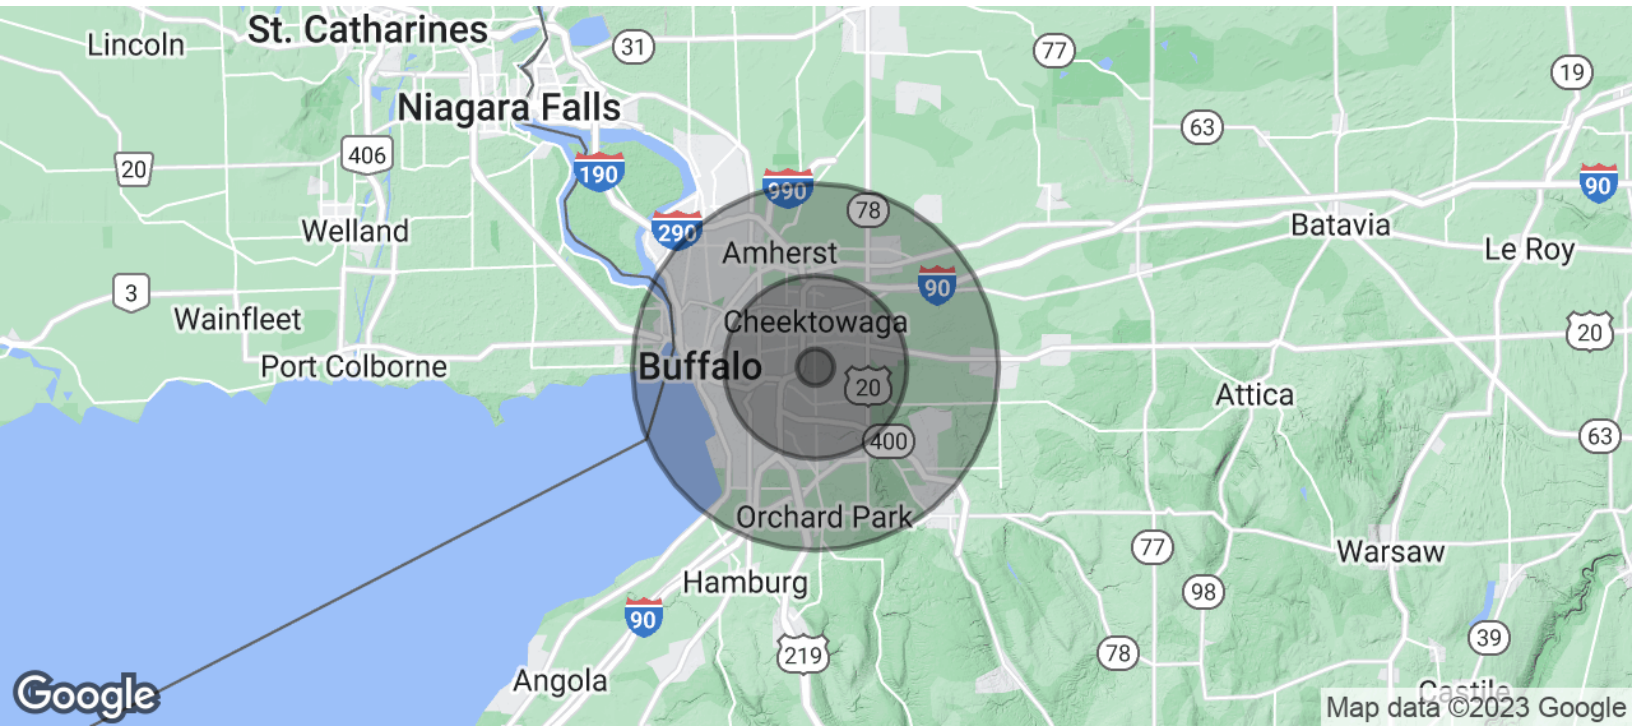 Lincoln
St. Catharines
31
77
19
Niagara Falls
63
20
406
190
990
90
78
290
Welland
Amherst
Batavia
Le Roy
3
90
Wainfleet
Cheektowaga
20
Port Colborne
Buffalo
20
Attica
400
63
Orchard Park
77
Warsaw
Hamburg
98
90
39
219
78
Angola
Google
Castile
Map data ©2023 Google